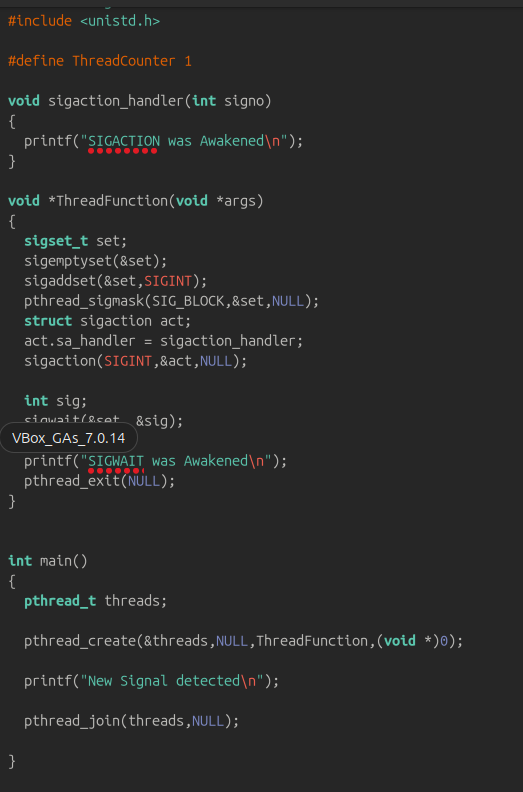 #include <unistd.h>
#define ThreadCounter 1
void sigaction_handler(int signo)
{
printf("SIGACTION was Awakened\n");
}
void *ThreadFunction(void *args)
{
sigset_t set;
sigemptyset(&set);
sigaddset(&set,SIGINT);
pthread_sigmask(SIG_BLOCK,&set,NULL);
struct sigaction act;
act.sa_handler = sigaction_handler;
sigaction(SIGINT,&act,NULL);
int sig;
sigwait(&set, &sig);
VBox_GAs_7.0.14
printf("SIGWAIT was Awakened\n");
pthread_exit(NULL);
}
int main()
{
pthread_t threads;
pthread_create(&threads,NULL,ThreadFunction,(void *)0);
printf("New Signal detected\n");
pthread_join(threads,NULL);
}